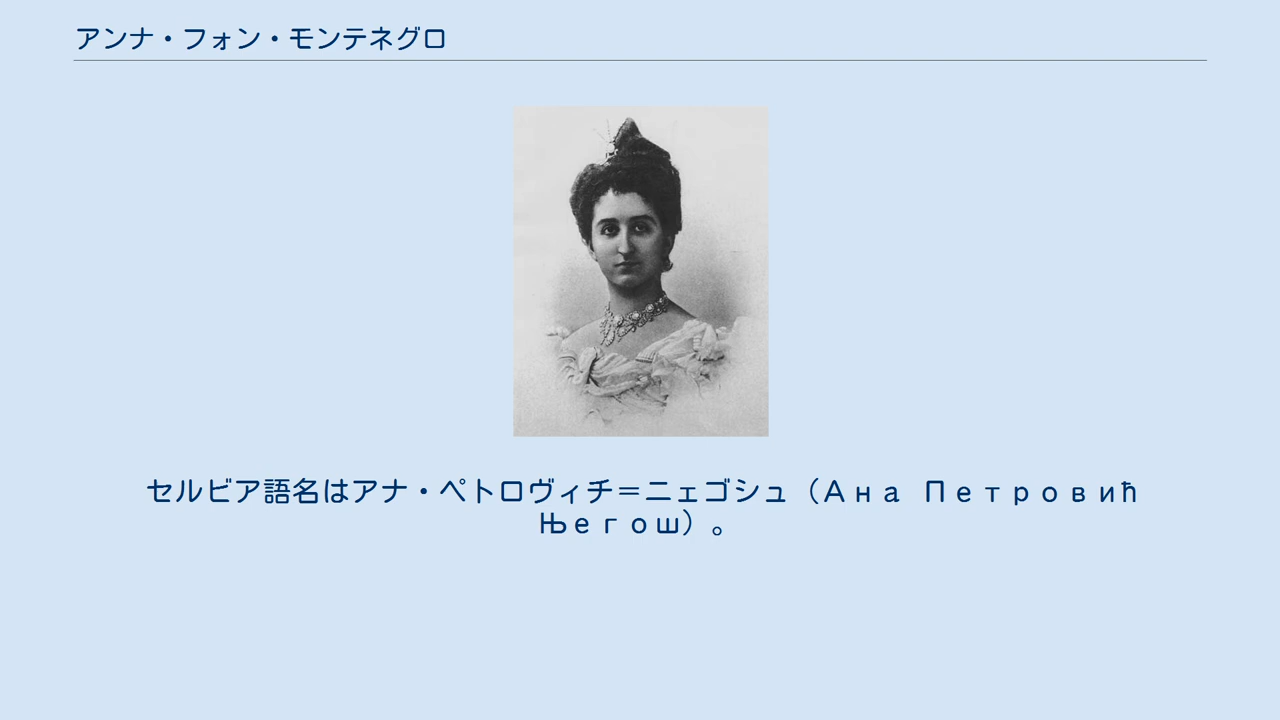 アンナ・フォン・モンテネグロ
セルビア語名はアナ・ペトロヴィチ＝ニェゴシュ（Ана Петровић
Његош）。